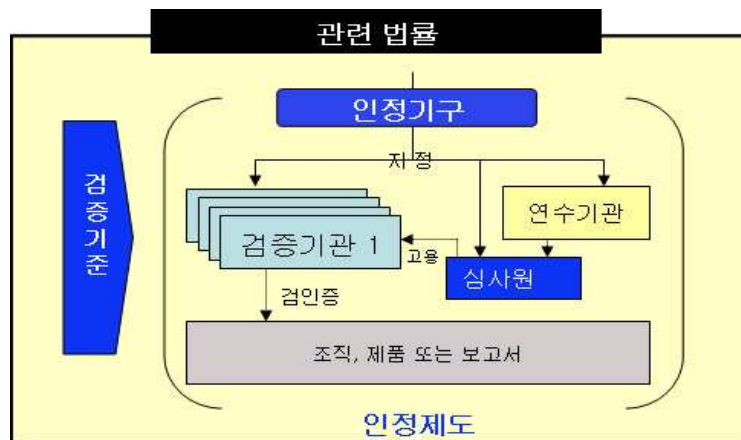 관련 법률
인정기구
지 정
검증기준
연수기관
검증기관 1
고용
심사원
검인증
조직, 제품 또는 보고서
인정제도